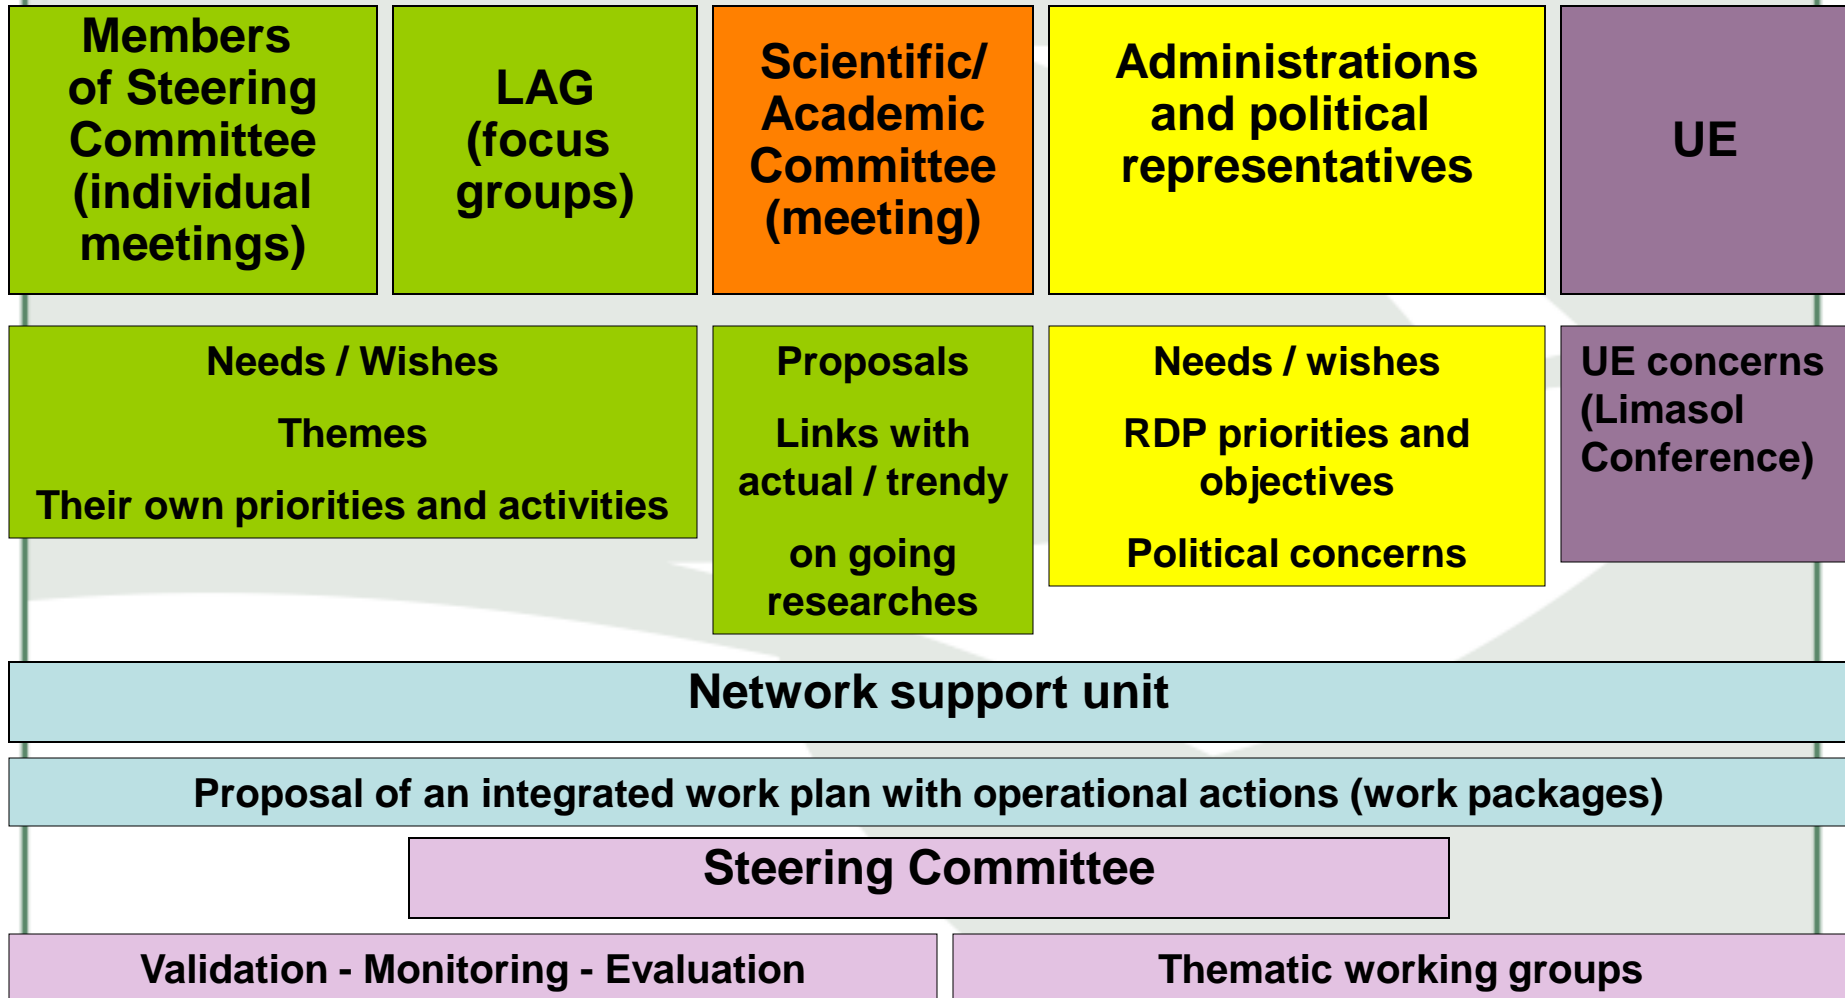 Members
of Steering
Committee
(individual
meetings)
LAG
(focus
groups)
Scientific/
Academic
Committee
(meeting)
Administrations
and political
representatives
UE
Needs / Wishes
Themes
Their own priorities and activities
Proposals
Links with
actual / trendy
on going
researches
Needs / wishes
RDP priorities and
objectives
Political concerns
UE concerns
(Limasol
Conference)
Network support unit
Proposal of an integrated work plan with operational actions (work packages)
Steering Committee
Validation - Monitoring - Evaluation
Thematic working groups